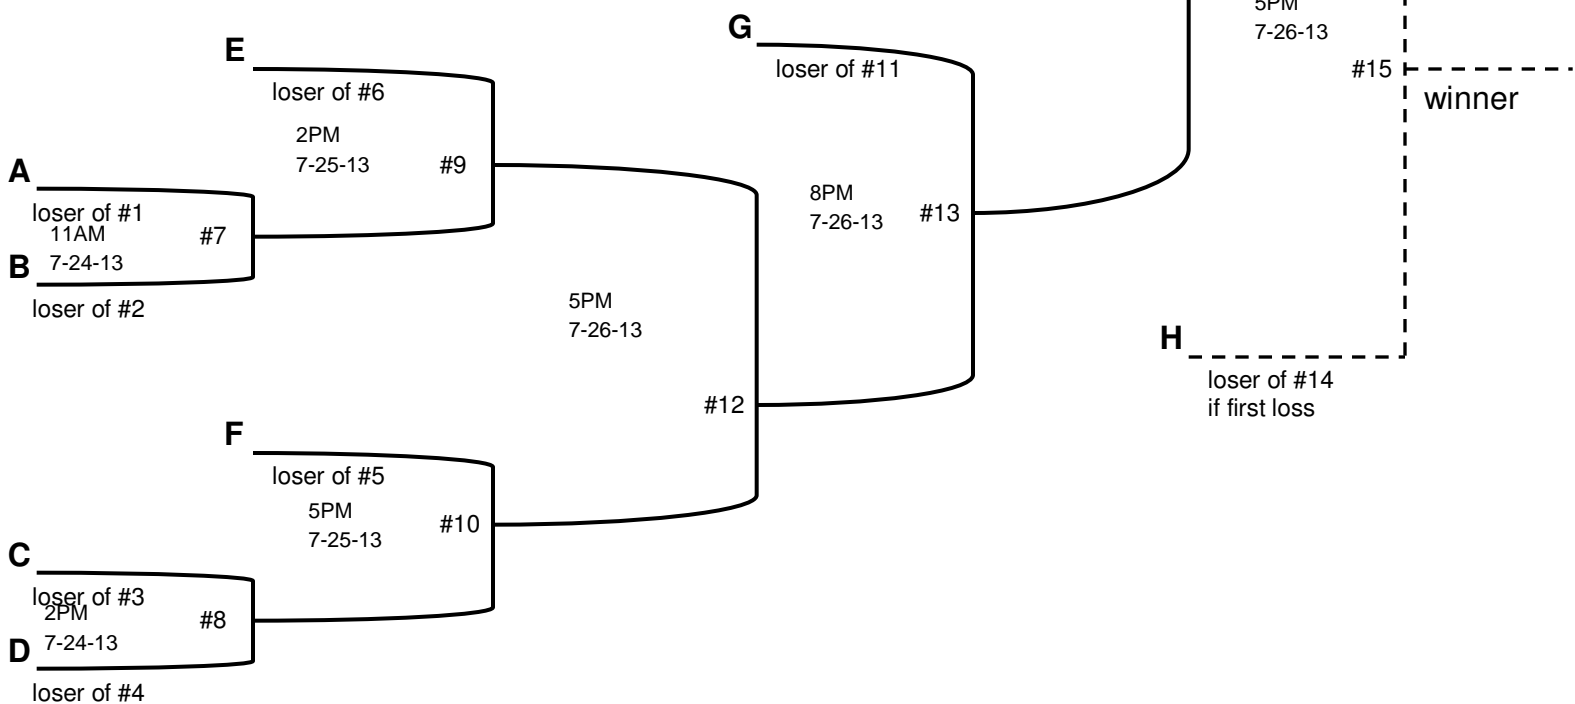 5PM
7-26-13
G
loser of #11
E
loser of #6
#15
winner
2PM
7-25-13
#9
A
loser of #1
11AM
7-24-13
#7
B
loser of #2
8PM
7-26-13
#13
5PM
7-26-13
H
loser of #14
if first loss
#12
F
loser of #5
5PM
7-25-13
#10
C
loser of #3
2PM
7-24-13
#8
D
loser of #4